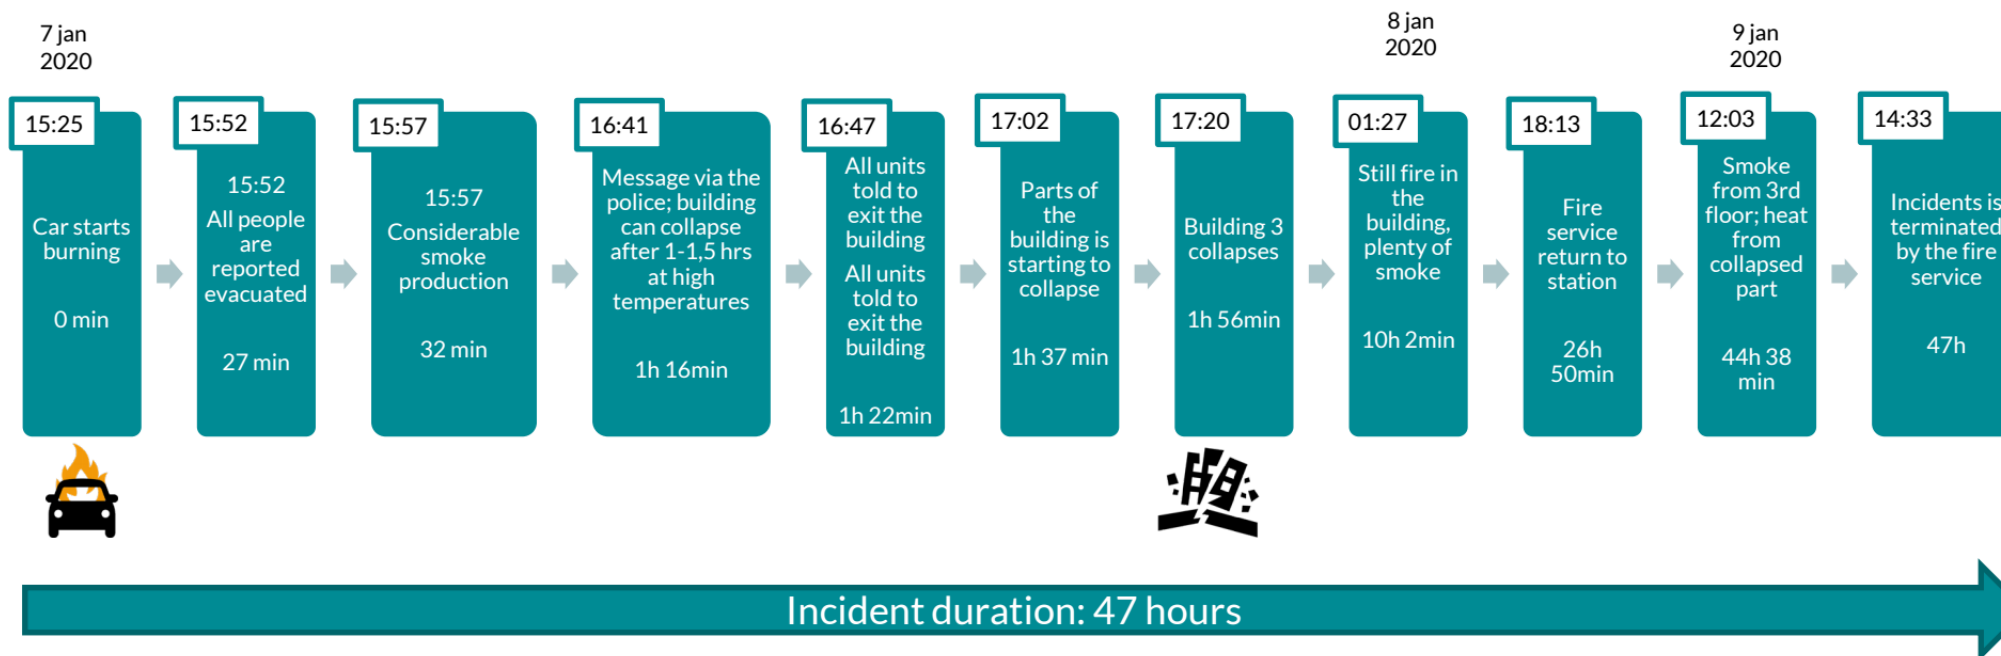 7 jan
2020
8 jan
2020
9 jan
2020
15:25
Car starts
burning
0 min
15:52
15:52
All people
are
reported
evacuated
27 min
15:57
15:57
Considerable
smoke
production
32 min
16:41
Message via the
police; building
can collapse
after 1-1,5 hrs
at high
temperatures
1h 16min
16:47
All units
told to
exit the
building
All units
told to
exit the
building
1h 22min
17:02
Parts of
the
building is
starting to
collapse
1h 37 min
17:20
Building 3
collapses
1h 56min
01:27
Still fire in
the
building,
plenty of
smoke
10h 2min
18:13
Fire
service
return to
station
26h
50min
12:03
Smoke
from 3rd
floor; heat
from
collapsed
part
44h 38
min
14:33
Incidents is
terminated
by the fire
service
47h
Incident duration: 47 hours